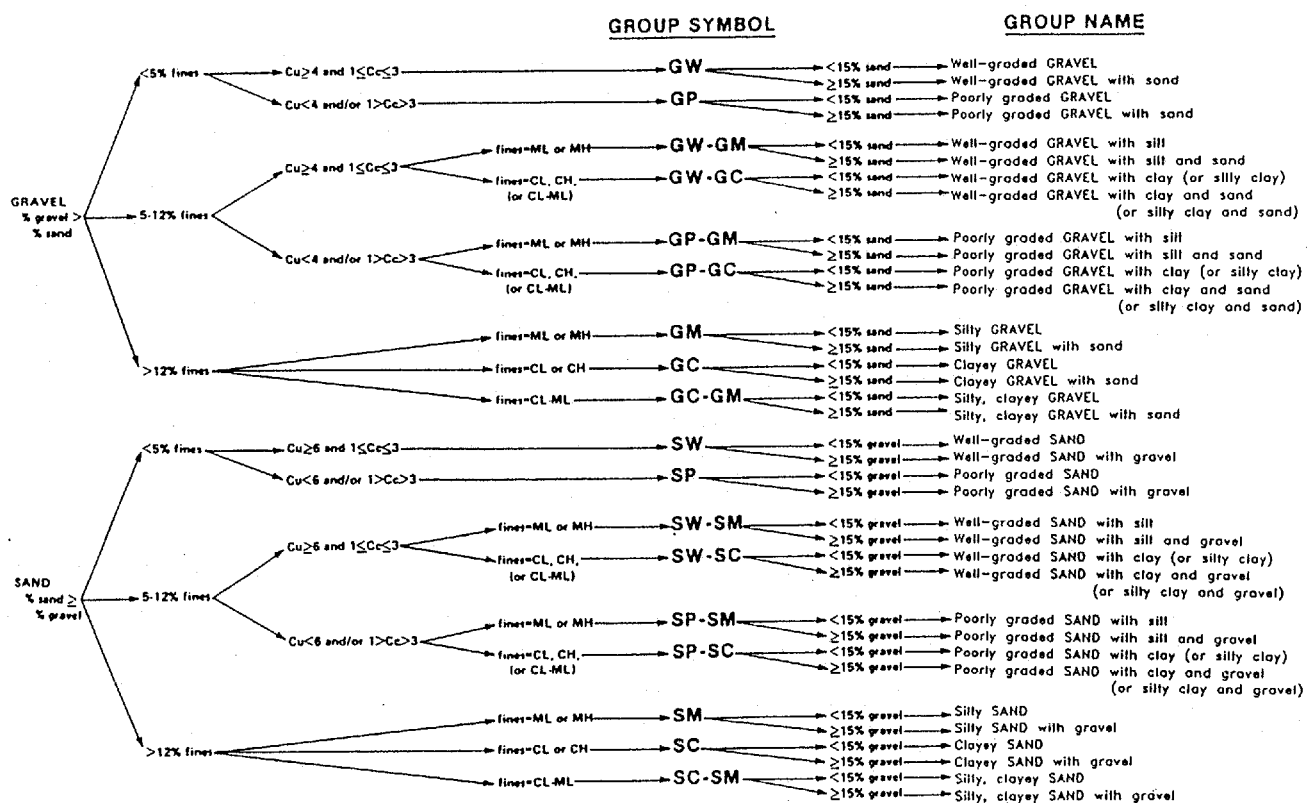 GROUP SYMBOL GROUP NAME
<5% fines Cu≥4 and 1≤Cc≤3 GW <15% sand Well-graded GRAVEL
≥15% sand Well-graded GRAVEL with sand
Cu<4 and/or 1>Cc>3 GP <15% sand Poorly graded GRAVEL
≥15% sand Poorly graded GRAVEL with sand
fines=ML or MH GW-GM <15% sand Well-graded GRAVEL with silt
Cu≥4 and 1≤Cc≤3 ≥15% sand Well-graded GRAVEL with silt and sand
fines=CL, CH, GW-GC <15% sand Well-graded GRAVEL with clay (or silty clay)
(or CL-ML) ≥15% sand Well-graded GRAVEL with clay and sand
(or silty clay and sand)
GRAVEL
% gravel > 5-12% fines
% sand
fines=ML or MH GP-GM <15% sand Poorly graded GRAVEL with silt
Cu<4 and/or 1>Cc>3 ≥15% sand Poorly graded GRAVEL with silt and sand
fines=CL, CH, GP-GC <15% sand Poorly graded GRAVEL with clay (or silty clay)
(or CL-ML) ≥15% sand Poorly graded GRAVEL with clay and sand
(or silty clay and sand)
fines=ML or MH GM <15% sand Silty GRAVEL
≥15% sand Silty GRAVEL with sand
>12% fines fines=CL or CH GC <15% sand Clayey GRAVEL
≥15% sand Clayey GRAVEL with sand
fines=CL-ML GC-GM <15% sand Silty, clayey GRAVEL
≥15% sand Silty, clayey GRAVEL with sand
<5% fines Cu≥6 and 1≤Cc≤3 SW <15% gravel Well-graded SAND
≥15% gravel Well-graded SAND with gravel
Cu<6 and/or 1>Cc>3 SP <15% gravel Poorly graded SAND
≥15% gravel Poorly graded SAND with gravel
fines=ML or MH SW-SM <15% gravel Well-graded SAND with silt
Cu≥6 and 1≤Cc≤3 ≥15% gravel Well-graded SAND with silt and gravel
fines=CL, CH, SW-SC <15% gravel Well-graded SAND with clay (or silty clay)
(or CL-ML) ≥15% gravel Well-graded SAND with clay and gravel
(or silty clay and gravel)
SAND
% sand ≥ 5-12% fines
% gravel
fines=ML or MH SP-SM <15% gravel Poorly graded SAND with silt
Cu<6 and/or 1>Cc>3 ≥15% gravel Poorly graded SAND with silt and gravel
fines=CL, CH, SP-SC <15% gravel Poorly graded SAND with clay (or silty clay)
(or CL-ML) ≥15% gravel Poorly graded SAND with clay and gravel
(or silty clay and gravel)
fines=ML or MH SM <15% gravel Silty SAND
≥15% gravel Silty SAND with gravel
>12% fines fines=CL or CH SC <15% gravel Clayey SAND
≥15% gravel Clayey SAND with gravel
fines=CL-ML SC-SM <15% gravel Silty, clayey SAND
≥15% gravel Silty, clayey SAND with gravel